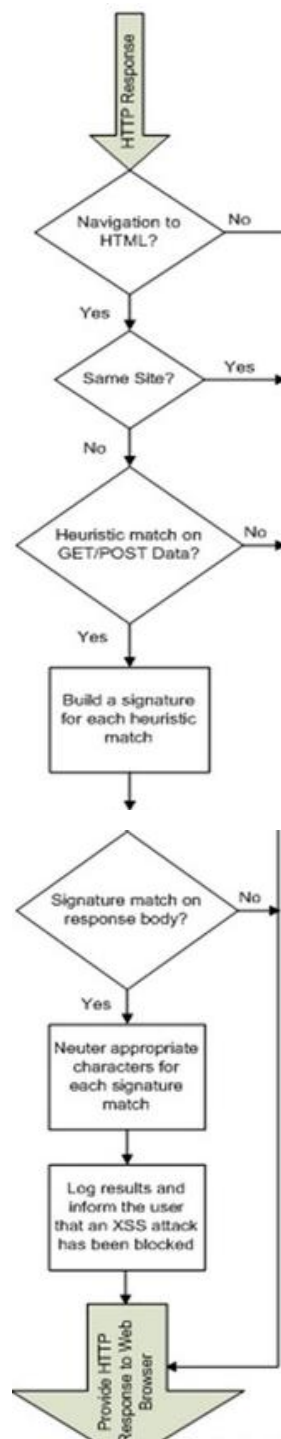 HTTP Response
Navigation to
HTML?
No
Yes
Same Site?
Yes
No
Heuristic match on
GET/POST Data?
No
Yes
Build a signature
for each heuristic
match
Signature match on
response body?
No
Yes
Neuter appropriate
characters for
each signature
match
Log results and
inform the user
that an XSS attack
has been blocked
Provide HTTP
Response to Web
Browser